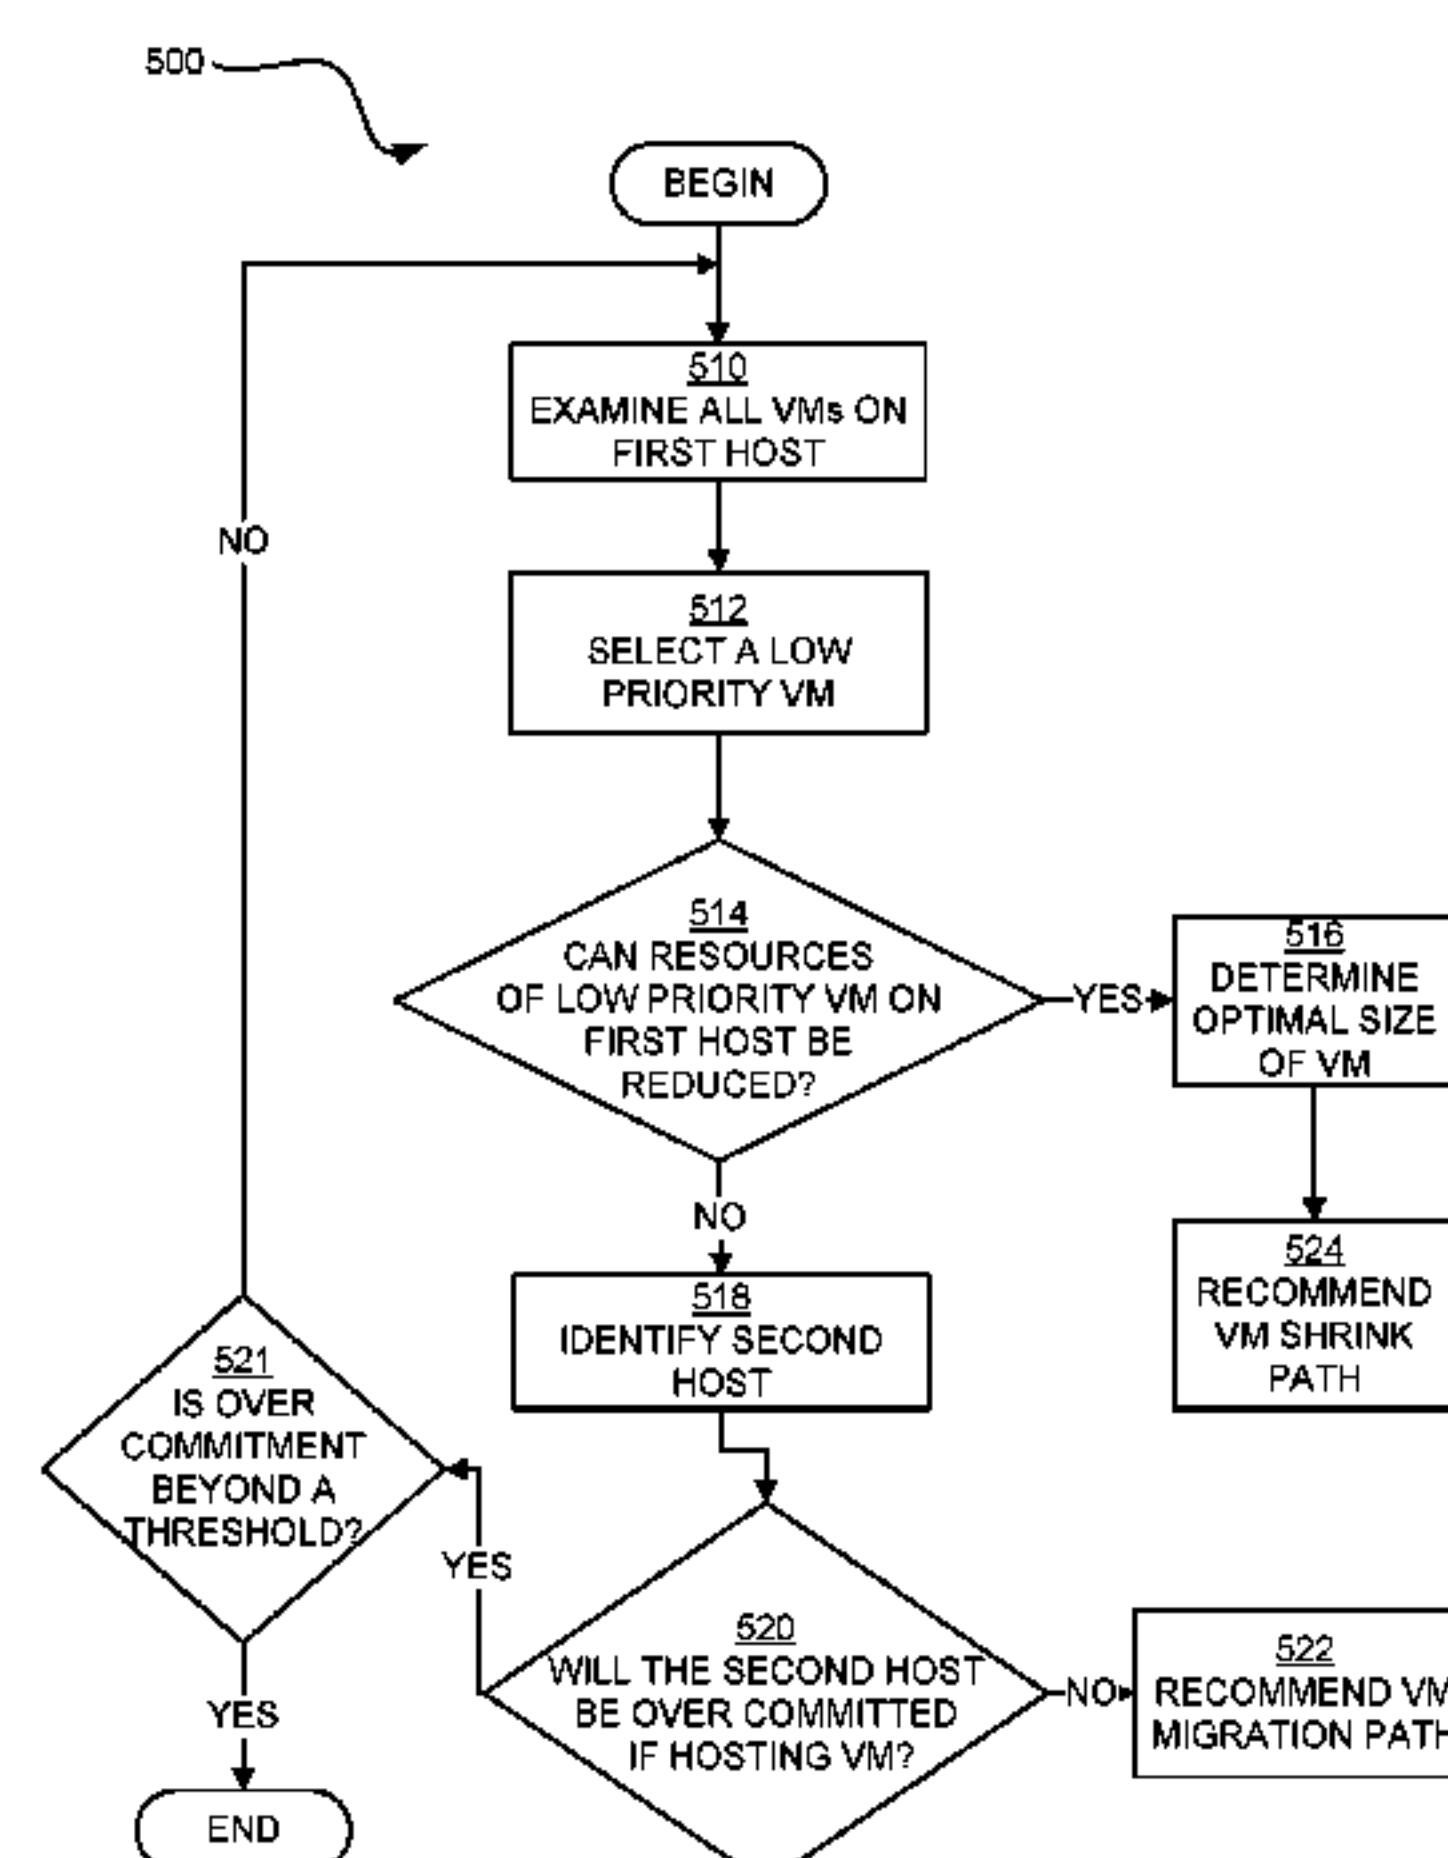 500
BEGIN
510
EXAMINE ALL VMs ON
FIRST HOST
NO
512
SELECT A LOW
PRIORITY VM
514
CAN RESOURCES
OF LOW PRIORITY VM ON
FIRST HOST BE
REDUCED?
YES
516
DETERMINE
OPTIMAL SIZE
OF VM
NO
524
RECOMMEND
VM SHRINK
PATH
518
IDENTIFY SECOND
HOST
521
IS OVER
COMMITMENT
BEYOND A
THRESHOLD?
YES
520
WILL THE SECOND HOST
BE OVER COMMITTED
IF HOSTING VM?
NO
522
RECOMMEND VM
MIGRATION PATH
YES
END